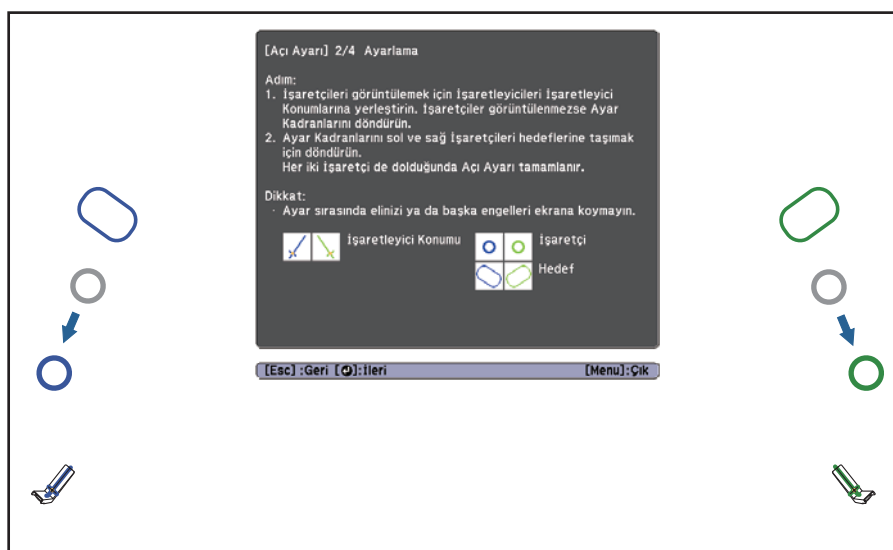 [Açı Ayarı] 2/4 Ayarlama
Adım:
1. İşaretçileri görüntülemek için İşaretleyicileri İşaretleyici
Konumlarına yerleştirin. İşaretçiler görüntülenmezse Ayar
Kadranlarını döndürün.
2. Ayar Kadranlarını sol ve sağ İşaretçileri hedeflerine taşımak
için döndürün.
Her iki İşaretçi de dolduğunda Açı Ayarı tamamlanır.
Dikkat:
· Ayar sırasında elinizi ya da başka engelleri ekrana koymayın.
İşaretleyici Konumu
İşaretçi
Hedef
[Esc] :Geri [⏎]:İleri [Menu]:Çık